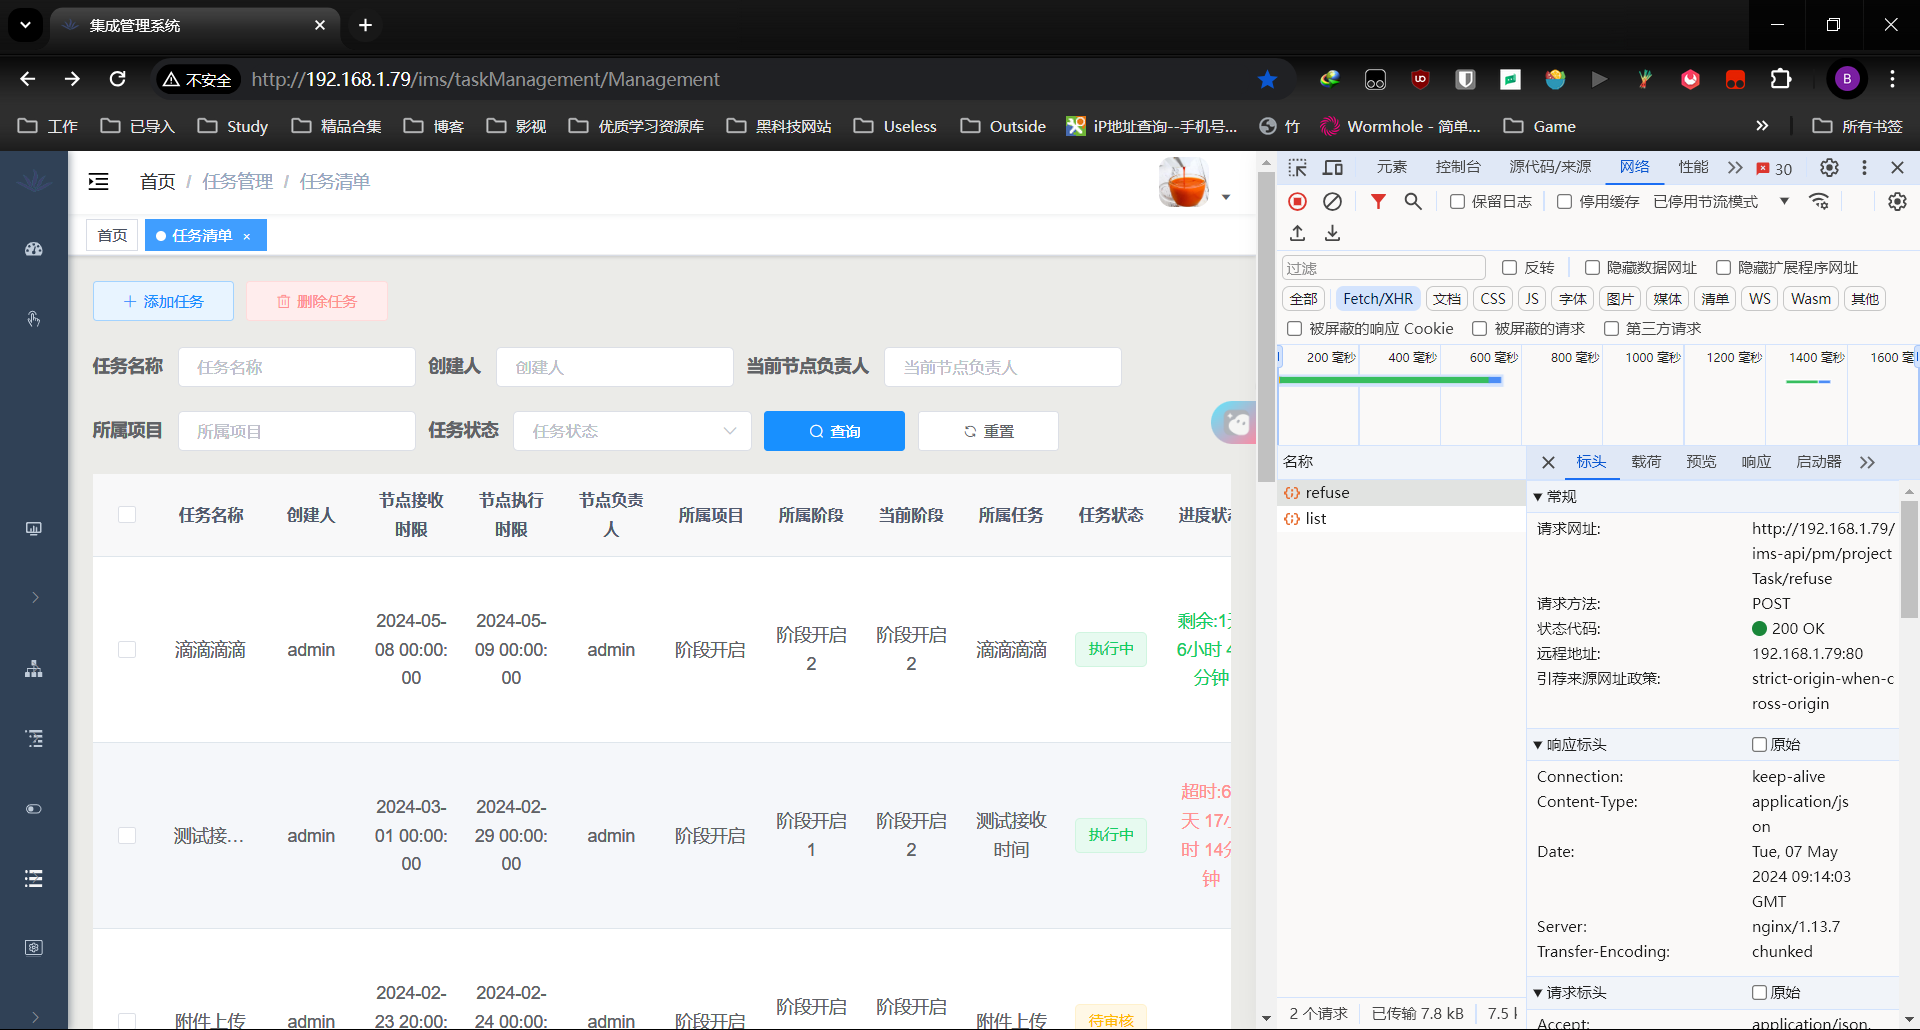 集成管理系统
不安全
http://192.168.1.79/ims/taskManagement/Management
B
工作
已导入
Study
精品合集
博客
影视
优质学习资源库
黑科技网站
Useless
Outside
iP地址查询--手机号...
竹
Wormhole - 简单...
Game
所有书签
首页 / 任务管理 / 任务清单
首页
任务清单 ×
+ 添加任务
删除任务
任务名称 任务名称
创建人 创建人
当前节点负责人 当前节点负责人
所属项目 所属项目
任务状态 任务状态
查询
重置
任务名称
创建人
节点接收
时限
节点执行
时限
节点负责
人
所属项目
所属阶段
当前阶段
所属任务
任务状态
进度状
滴滴滴滴
admin
2024-05-
08 00:00:
00
2024-05-
09 00:00:
00
admin
阶段开启
阶段开启
2
阶段开启
2
滴滴滴滴
执行中
剩余:1
6小时 4
分钟
测试接...
admin
2024-03-
01 00:00:
00
2024-02-
29 00:00:
00
admin
阶段开启
阶段开启
1
阶段开启
2
测试接收
时间
执行中
超时:6
天 17
时 14
钟
附件上传
admin
2024-02-
23 20:00:
2024-02-
24 00:00:
admin
阶段开启
阶段开启
阶段开启
附件上传
待审核
元素
控制台
源代码/来源
网络
性能
30
保留日志
停用缓存
已停用节流模式
过滤
反转
隐藏数据网址
隐藏扩展程序网址
全部
Fetch/XHR
文档
CSS
JS
字体
图片
媒体
清单
WS
Wasm
其他
被屏蔽的响应 Cookie
被屏蔽的请求
第三方请求
200 毫秒
400 毫秒
600 毫秒
800 毫秒
1000 毫秒
1200 毫秒
1400 毫秒
1600 毫
名称
refuse
list
标头
载荷
预览
响应
启动器
常规
请求网址:
http://192.168.1.79/
ims-api/pm/project
Task/refuse
请求方法:
POST
状态代码:
200 OK
远程地址:
192.168.1.79:80
引荐来源网址政策:
strict-origin-when-c
ross-origin
响应标头
原始
Connection:
keep-alive
Content-Type:
application/js
on
Date:
Tue, 07 May
2024 09:14:03
GMT
Server:
nginx/1.13.7
Transfer-Encoding:
chunked
请求标头
原始
Accept:
application/json,
2 个请求
已传输 7.8 kB
7.5